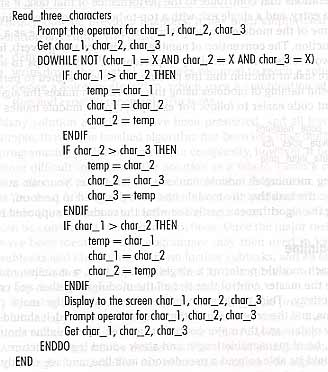 Read_three_characters
Prompt the operator for char_1, char_2, char_3
Get char_1, char_2, char_3
DOWHILE NOT (char_1 = X AND char_2 = X AND char_3 = X)
IF char_1 > char_2 THEN
temp = char_1
char_1 = char_2
char_2 = temp
ENDIF
IF char_2 > char_3 THEN
temp = char_2
char_2 = char_3
char_3 = temp
ENDIF
IF char_1 > char_2 THEN
temp = char_1
char_1 = char_2
char_2 = temp
ENDIF
Display to the screen char_1, char_2, char_3
Prompt operator for char_1, char_2, char_3
Get char_1, char_2, char_3
ENDDO
END